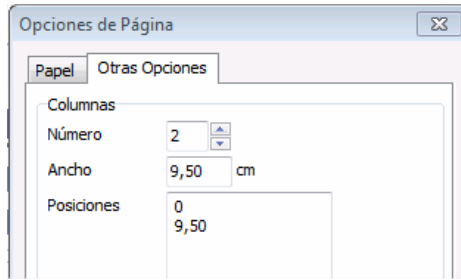 Opciones de Página
Papel Otras Opciones
Columnas
Número 2
Ancho 9,50 cm
Posiciones 0
9,50